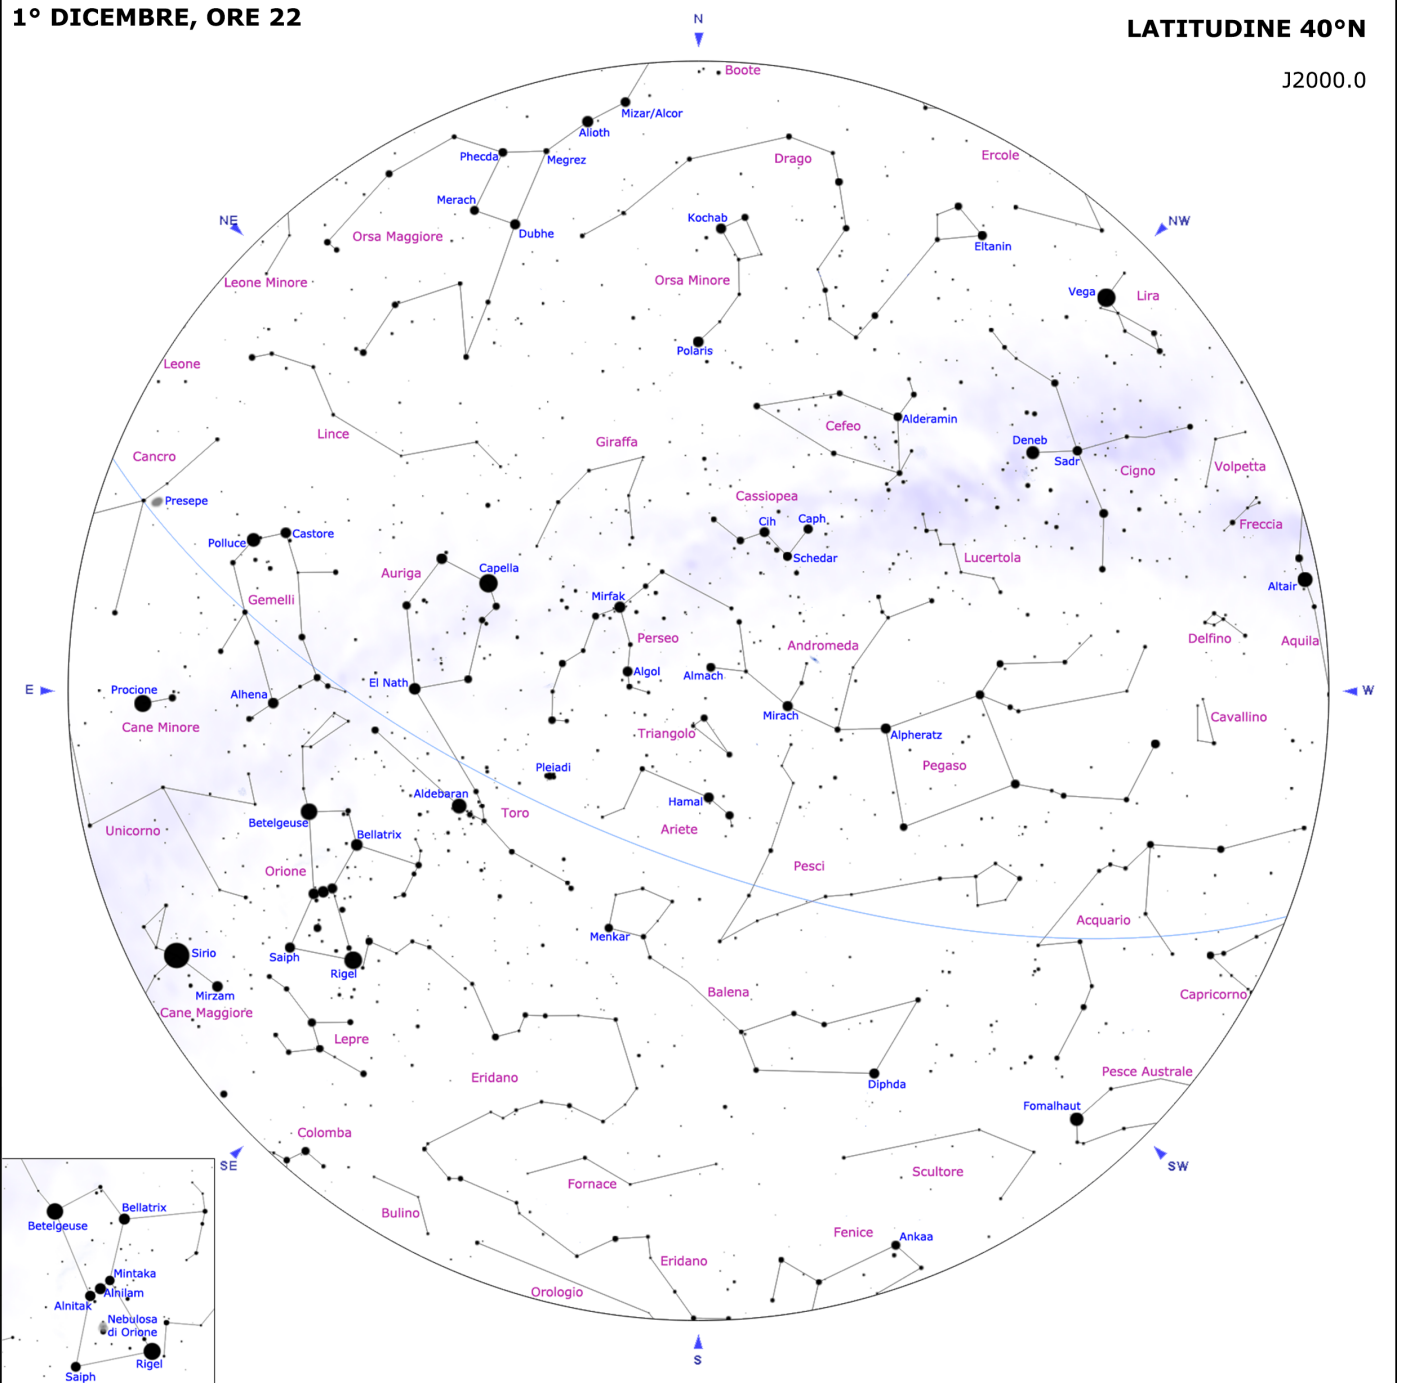 1° DICEMBRE, ORE 22
N
LATITUDINE 40°N
J2000.0
Boote
Mizar/Alcor
Alioth
Phecda
Megrez
Drago
Ercole
Merach
NE
Kochab
NW
Dubhe
Orsa Maggiore
Eltanin
Leone Minore
Orsa Minore
Vega
Lira
Polaris
Leone
Alderamin
Cefeo
Lince
Giraffa
Deneb
Sadr
Cancro
Cigno
Volpetta
Presepe
Cassiopea
Cih
Caph
Freccia
Castore
Polluce
Schedar
Lucertola
Auriga
Capella
Altair
Mirfak
Gemelli
Perseo
Andromeda
Delfino
Aquila
Algol
Almach
El Nath
E
Procione
Alhena
W
Cane Minore
Mirach
Cavallino
Triangolo
Alpheratz
Pleiadi
Pegaso
Aldebaran
Hamal
Toro
Betelgeuse
Unicorno
Ariete
Bellatrix
Orione
Pesci
Acquario
Menkar
Sirio
Saiph
Rigel
Mirzam
Balena
Capricorno
Cane Maggiore
Lepre
Eridano
Pesce Australe
Diphda
Fomalhaut
Colomba
SE
SW
Scultore
Fornace
Bulino
Fenice
Ankaa
Eridano
Orologio
S
Betelgeuse
Bellatrix
Mintaka
Alnilam
Alnitak
Nebulosa
di Orione
Rigel
Saiph